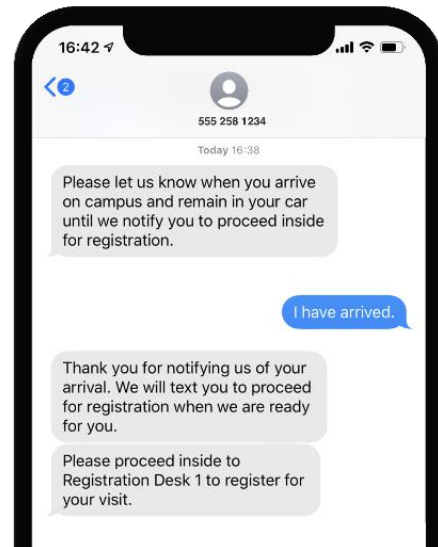 16:42
2
555 258 1234
Today 16:38
Please let us know when you arrive
on campus and remain in your car
until we notify you to proceed inside
for registration.
I have arrived.
Thank you for notifying us of your
arrival. We will text you to proceed
for registration when we are ready
for you.
Please proceed inside to
Registration Desk 1 to register for
your visit.